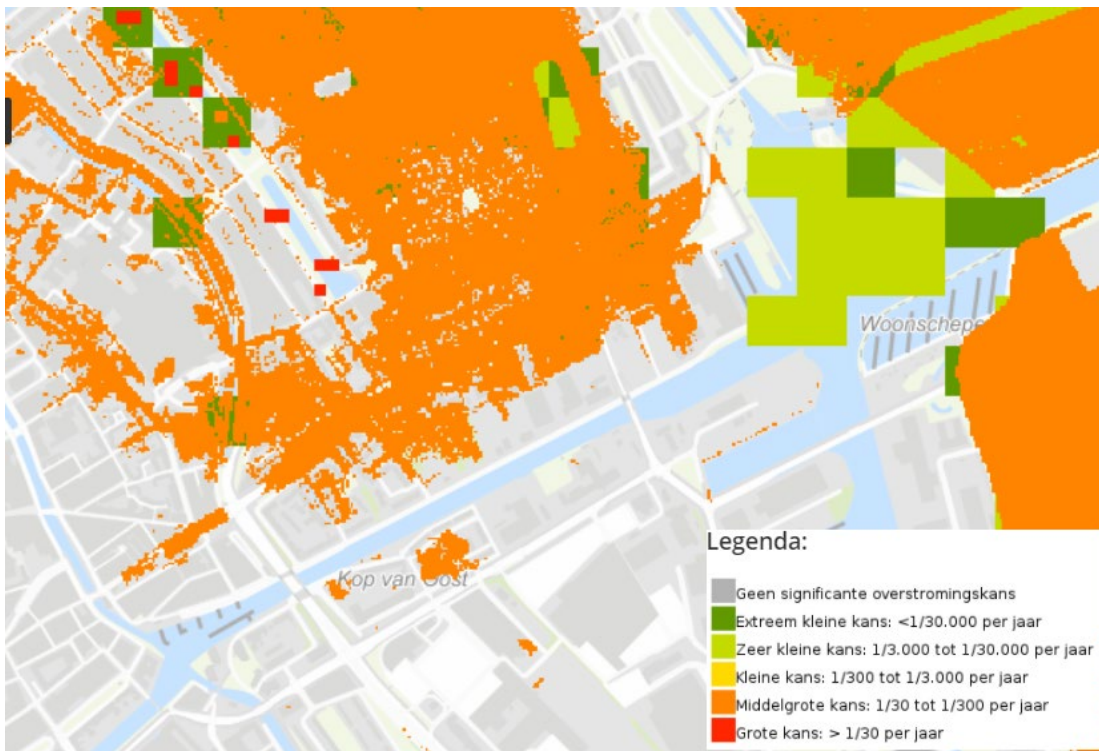 Woonschepe
Kop van Oost
Legenda:
Geen significante overstromingskans
Extreem kleine kans: <1/30.000 per jaar
Zeer kleine kans: 1/3.000 tot 1/30.000 per jaar
Kleine kans: 1/300 tot 1/3.000 per jaar
Middelgrote kans: 1/30 tot 1/300 per jaar
Grote kans: > 1/30 per jaar